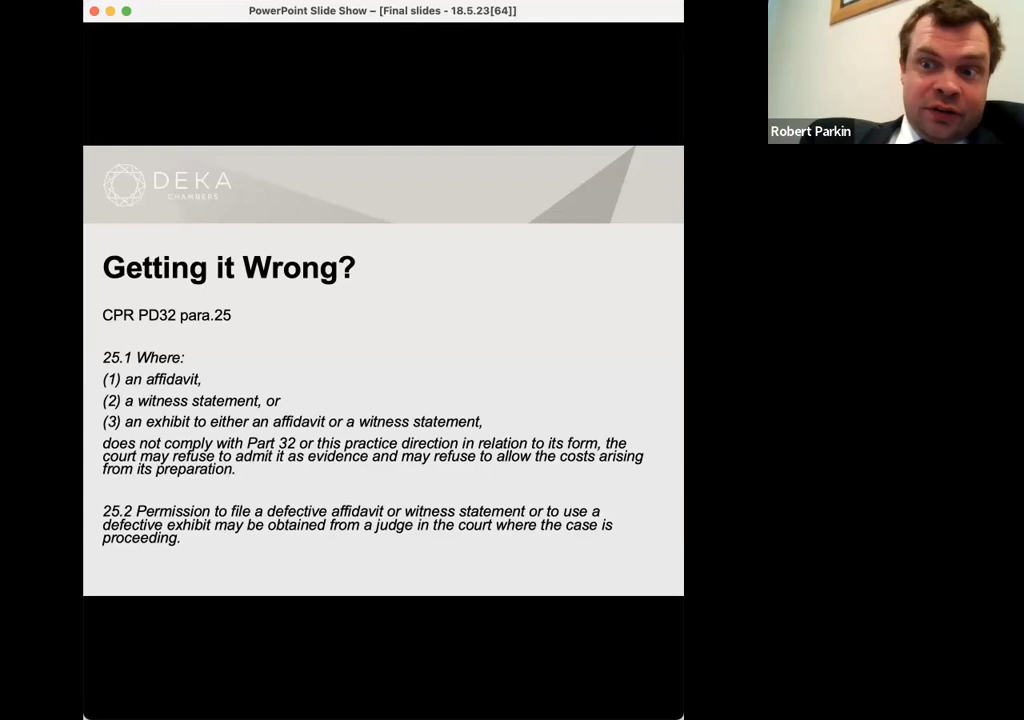 PowerPoint Slide Show – [Final slides - 18.5.23[64]]
Robert Parkin
DEKA
CHAMBERS
Getting it Wrong?
CPR PD32 para.25
25.1 Where:
(1) an affidavit,
(2) a witness statement, or
(3) an exhibit to either an affidavit or a witness statement,
does not comply with Part 32 or this practice direction in relation to its form, the
court may refuse to admit it as evidence and may refuse to allow the costs arising
from its preparation.
25.2 Permission to file a defective affidavit or witness statement or to use a
defective exhibit may be obtained from a judge in the court where the case is
proceeding.